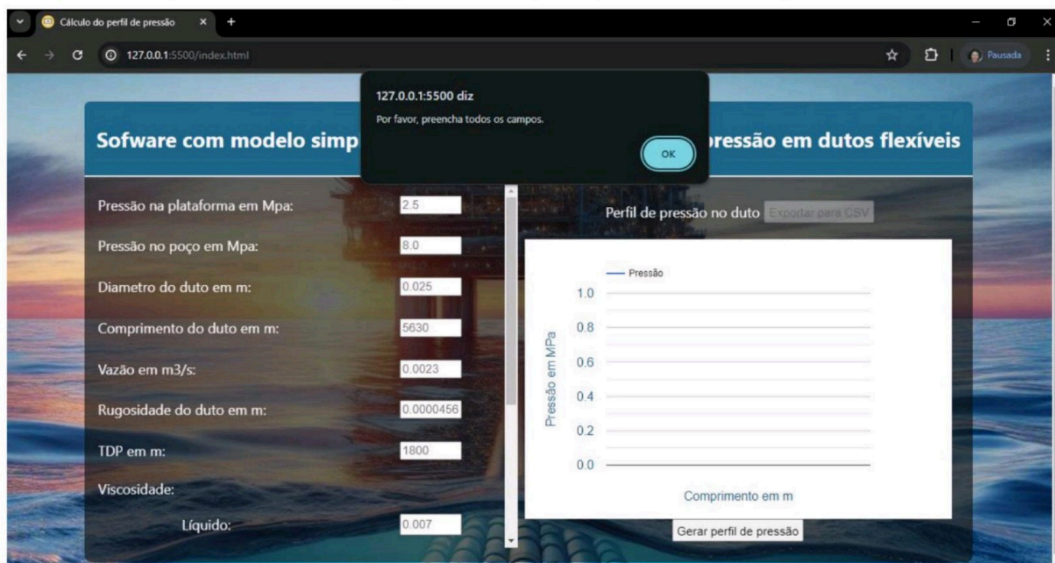 Cálculo do perfil de pressão
127.0.0.1:5500/index.html
Pausada
127.0.0.1:5500 diz
Por favor, preencha todos os campos.
OK
Sofware com modelo simp
pressão em dutos flexíveis
Pressão na plataforma em Mpa: 2.5
Pressão no poço em Mpa: 8.0
Diametro do duto em m: 0.025
Comprimento do duto em m: 5630
Vazão em m3/s: 0.0023
Rugosidade do duto em m: 0.0000456
TDP em m: 1800
Viscosidade:
Líquido: 0.007
Perfil de pressão no duto Exportar para CSV
Pressão
1.0
0.8
0.6
0.4
0.2
0.0
Pressão em MPa
Comprimento em m
Gerar perfil de pressão